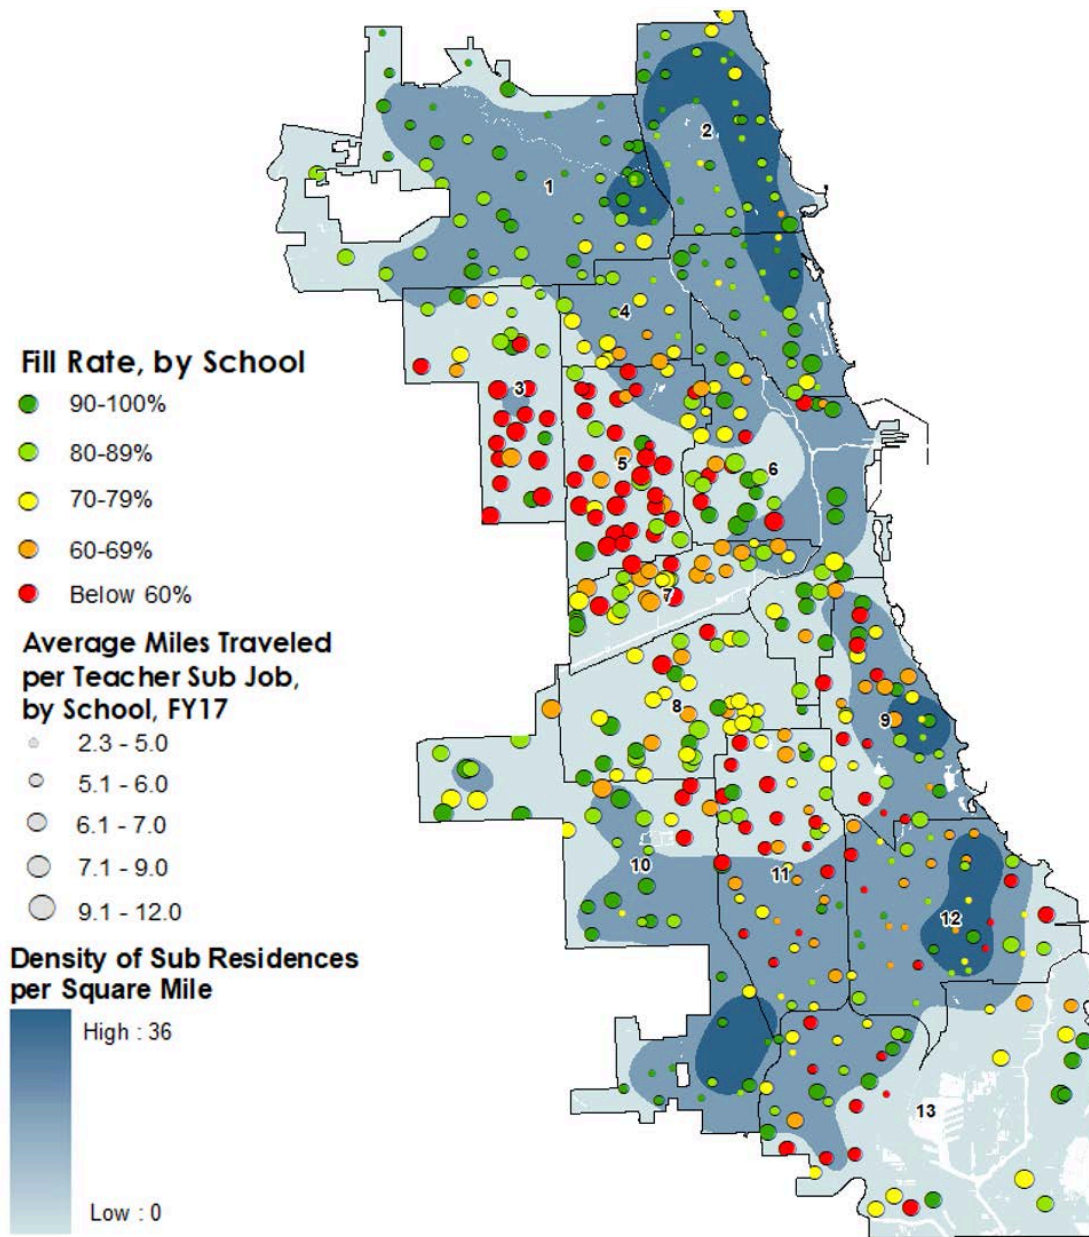 2
1
4
Fill Rate, by School
90-100%
80-89%
70-79%
60-69%
Below 60%
3
5
6
7
Average Miles Traveled
per Teacher Sub Job,
by School, FY17
2.3 - 5.0
5.1 - 6.0
6.1 - 7.0
7.1 - 9.0
9.1 - 12.0
8
9
10
11
12
13
Density of Sub Residences
per Square Mile
High : 36
Low : 0